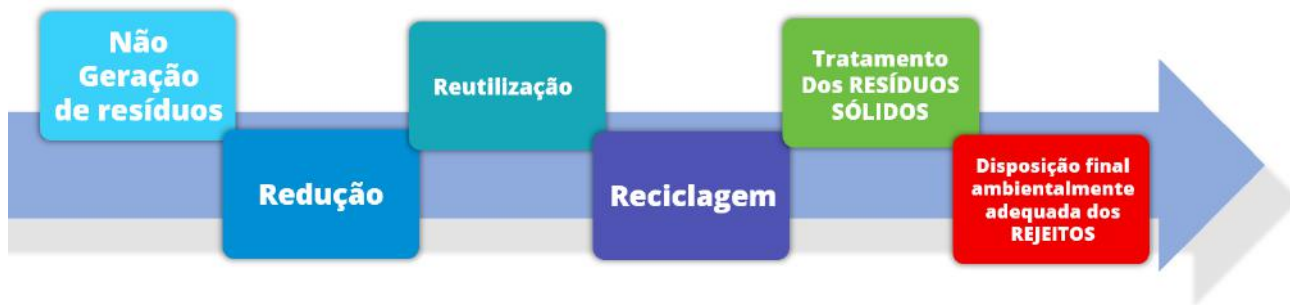 Não
Geração
de resíduos
Redução
Reutilização
Reciclagem
Tratamento
Dos RESÍDUOS
SÓLIDOS
Disposição final
ambientalmente
adequada dos
REJEITOS